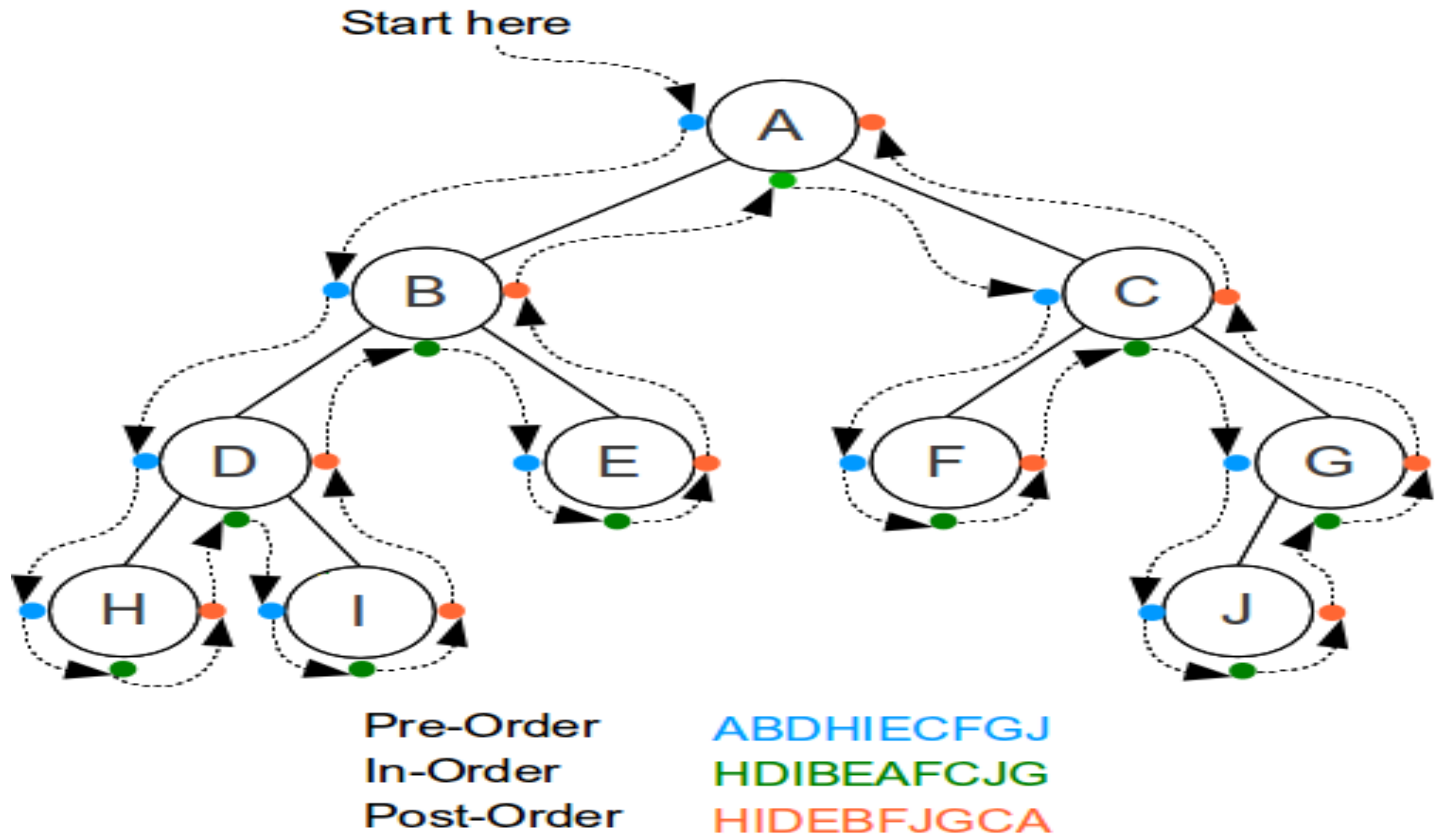 Start here
A
B
C
D
E
F
G
H
I
J
Pre-Order ABDHIECFGJ
In-Order HDIBEAFCJG
Post-Order HIDEBFJGCA